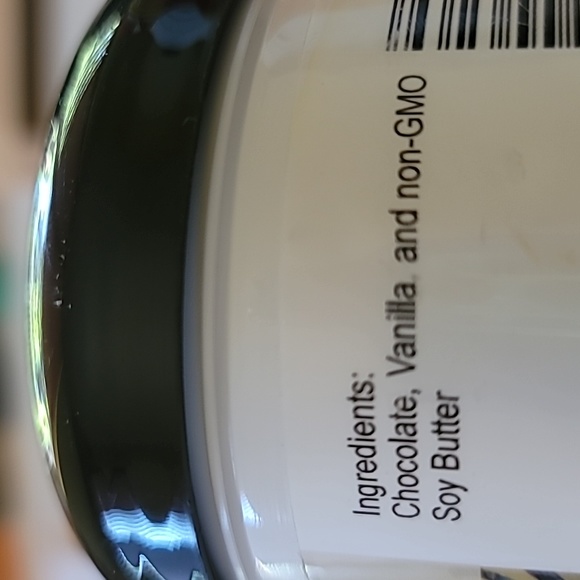 Ingredients:
Chocolate, Vanilla, and non-GMO
Soy Butter